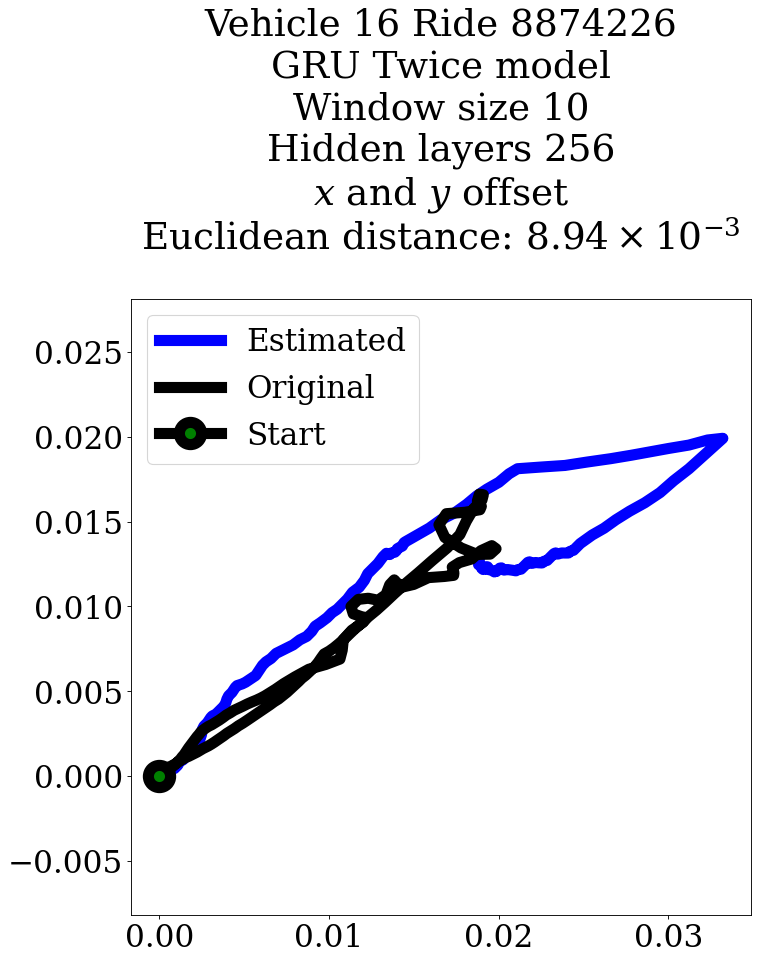 Vehicle 16 Ride 8874226
GRU Twice model
Window size 10
Hidden layers 256
x and y offset
Euclidean distance: 8.94 × 10⁻³
Estimated
Original
Start
0.025
0.020
0.015
0.010
0.005
0.000
−0.005
0.00 0.01 0.02 0.03